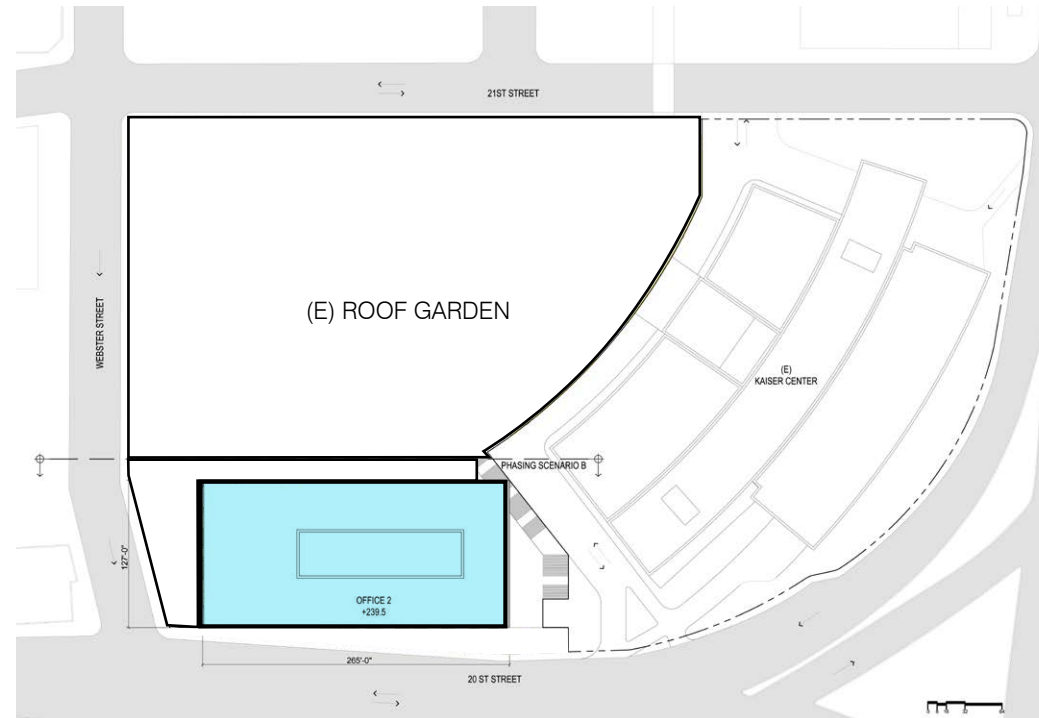 21ST STREET
(E) ROOF GARDEN
WEBSTER STREET
(E)
KAISER CENTER
PHASING SCENARIO B
127'-0"
OFFICE 2
+239.5
265'-0"
20 ST STREET